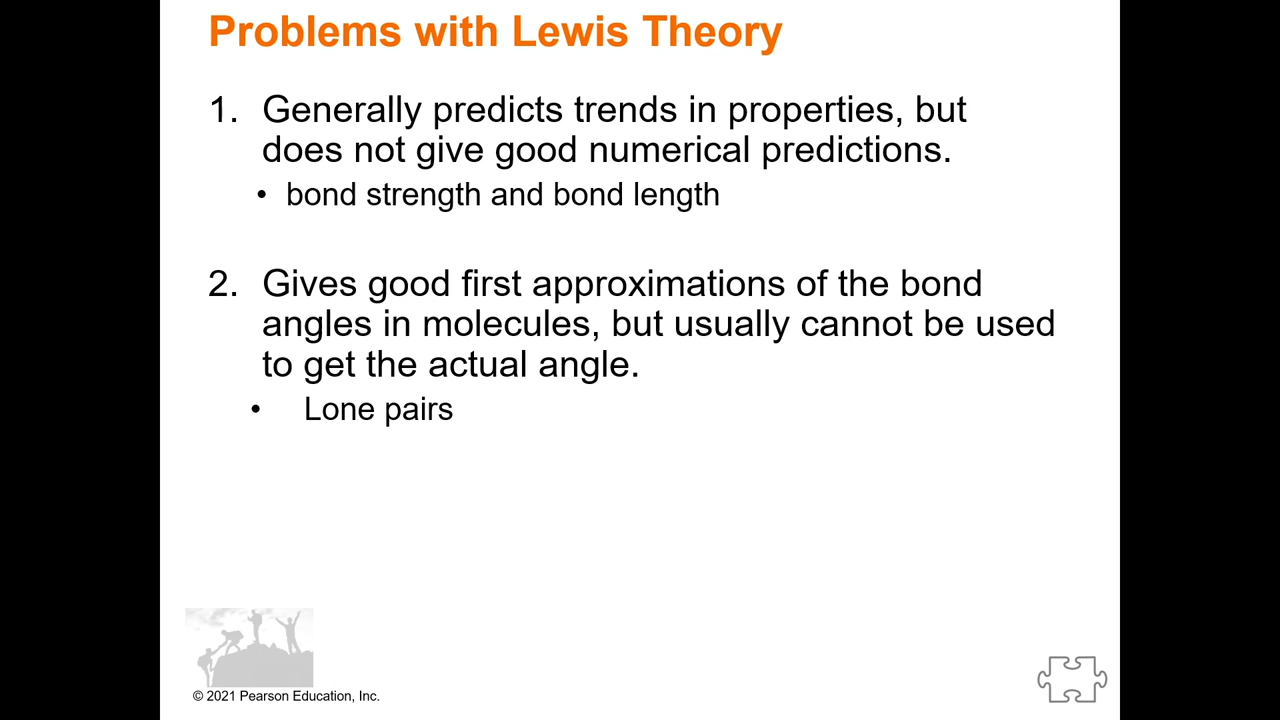 Problems with Lewis Theory
1. Generally predicts trends in properties, but
does not give good numerical predictions.
• bond strength and bond length
2. Gives good first approximations of the bond
angles in molecules, but usually cannot be used
to get the actual angle.
• Lone pairs
© 2021 Pearson Education, Inc.